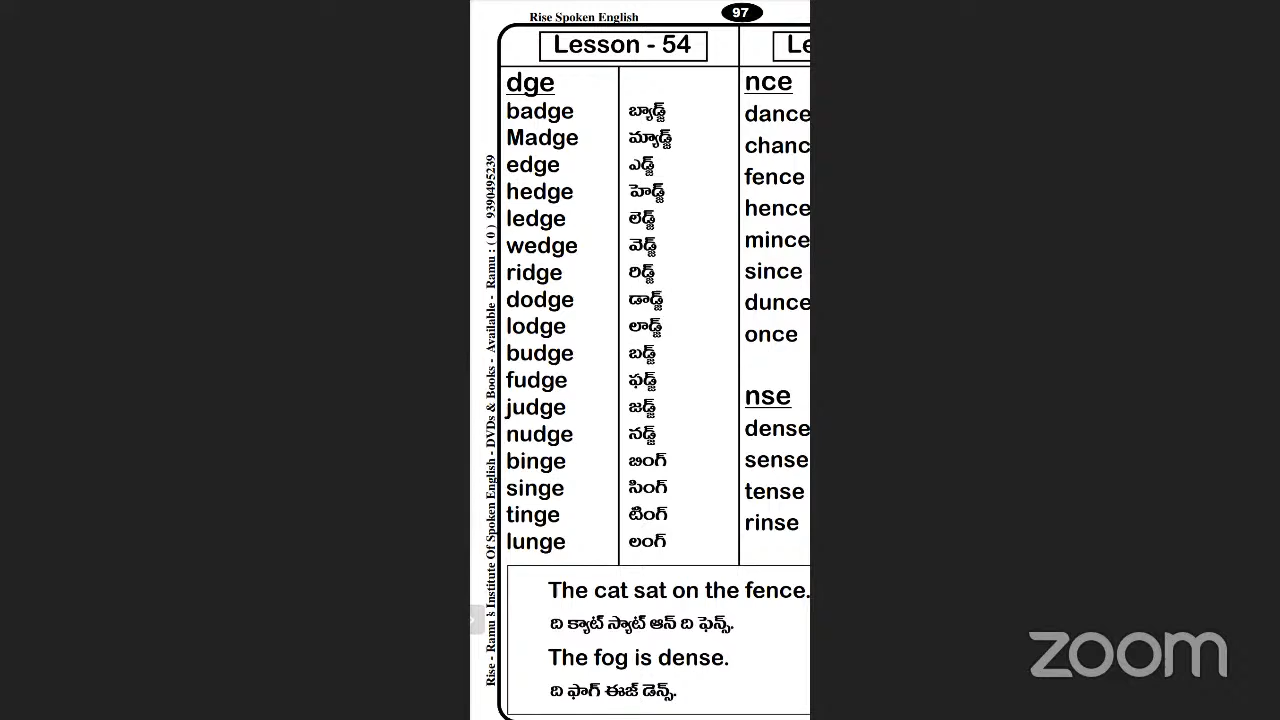 Rise Spoken English
97
Lesson - 54
dge
badge బ్యాడ్జ్
Madge మ్యాడ్జ్
edge ఎడ్జ్
hedge హెడ్జ్
ledge లెడ్జ్
wedge వెడ్జ్
ridge రిడ్జ్
dodge డాడ్జ్
lodge లాడ్జ్
budge బడ్జ్
fudge ఫడ్జ్
judge జడ్జ్
nudge నడ్జ్
binge బింగ్
singe సింగ్
tinge టింగ్
lunge లంగ్
Le
nce
dance
chanc
fence
hence
mince
since
dunce
once
nse
dense
sense
tense
rinse
The cat sat on the fence.
ది క్యాట్ స్యాట్ ఆన్ ది ఫెన్స్.
The fog is dense.
ది ఫాగ్ ఈజ్ డెన్స్.
Rise - Ramu's Institute Of Spoken English - DVDs & Books - Available - Ramu : ( 0 ) 9390495239
zoom